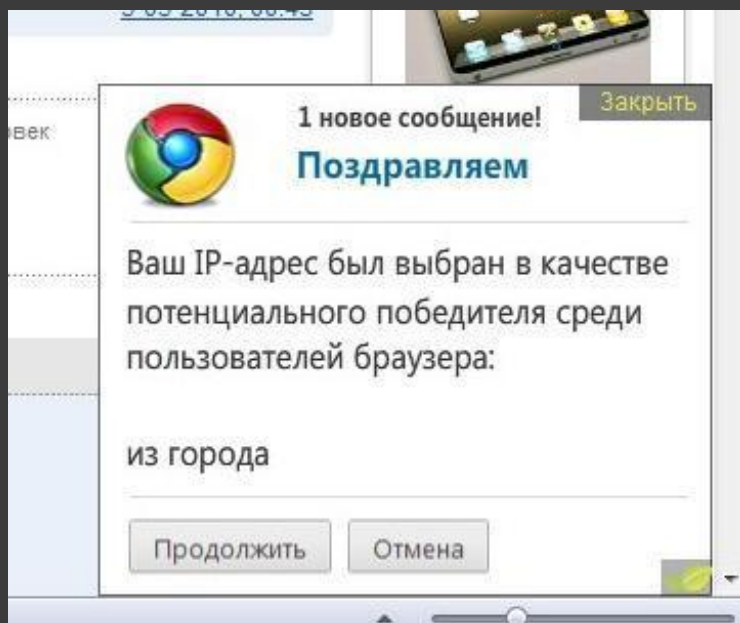 Закрыть
овек
1 новое сообщение!
Поздравляем
Ваш IP-адрес был выбран в качестве
потенциального победителя среди
пользователей браузера:
из города
Продолжить
Отмена